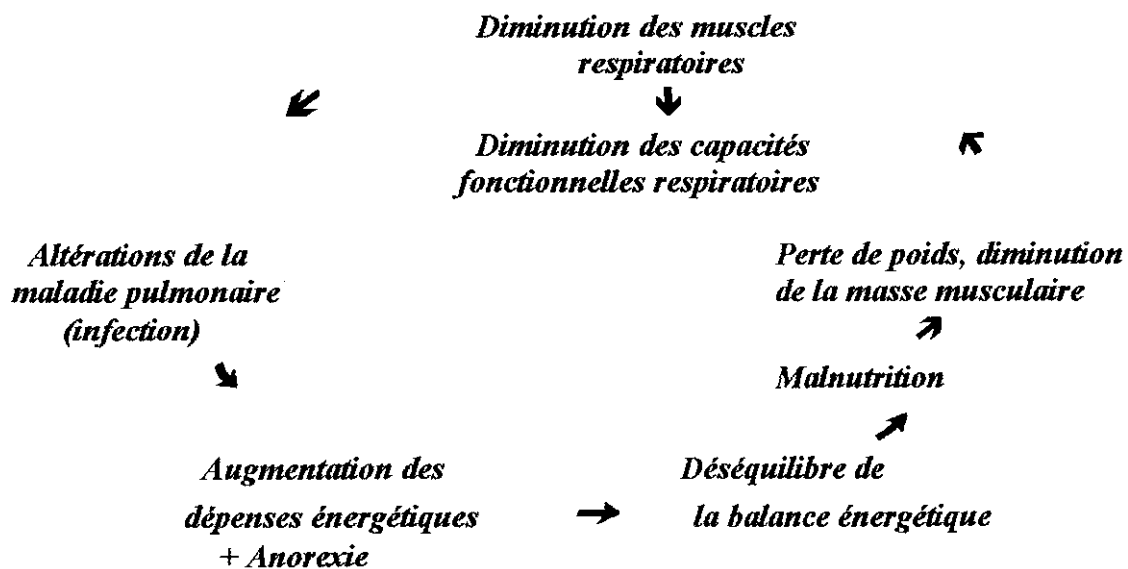 Diminution des muscles
respiratoires
Diminution des capacités
fonctionnelles respiratoires
Altérations de la
maladie pulmonaire
(infection)
Perte de poids, diminution
de la masse musculaire
Malnutrition
Augmentation des
dépenses énergétiques
+ Anorexie
Déséquilibre de
la balance énergétique